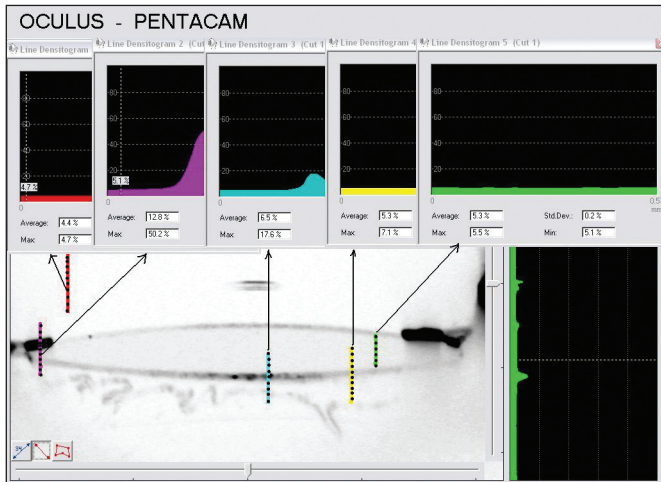 OCULUS - PENTACAM
Line Densitogram
Line Densitogram 2 (Cut
Line Densitogram 3 (Cut 1)
Line Densitogram 4
Line Densitogram 5 (Cut 1)
80
60
40
20
4.7 %
0
Average: 4.4 %
Max: 4.7 %
80
60
40
20
5.1 %
0
Average: 12.8 %
Max: 50.2 %
80
60
40
20
0
Average: 6.5 %
Max: 17.6 %
80
60
40
20
0
Average: 5.3 %
Max: 7.1 %
80
60
40
20
0
0.5
mm
Average: 5.3 %
Std.Dev.: 0.2 %
Max: 5.5 %
Min: 5.1 %